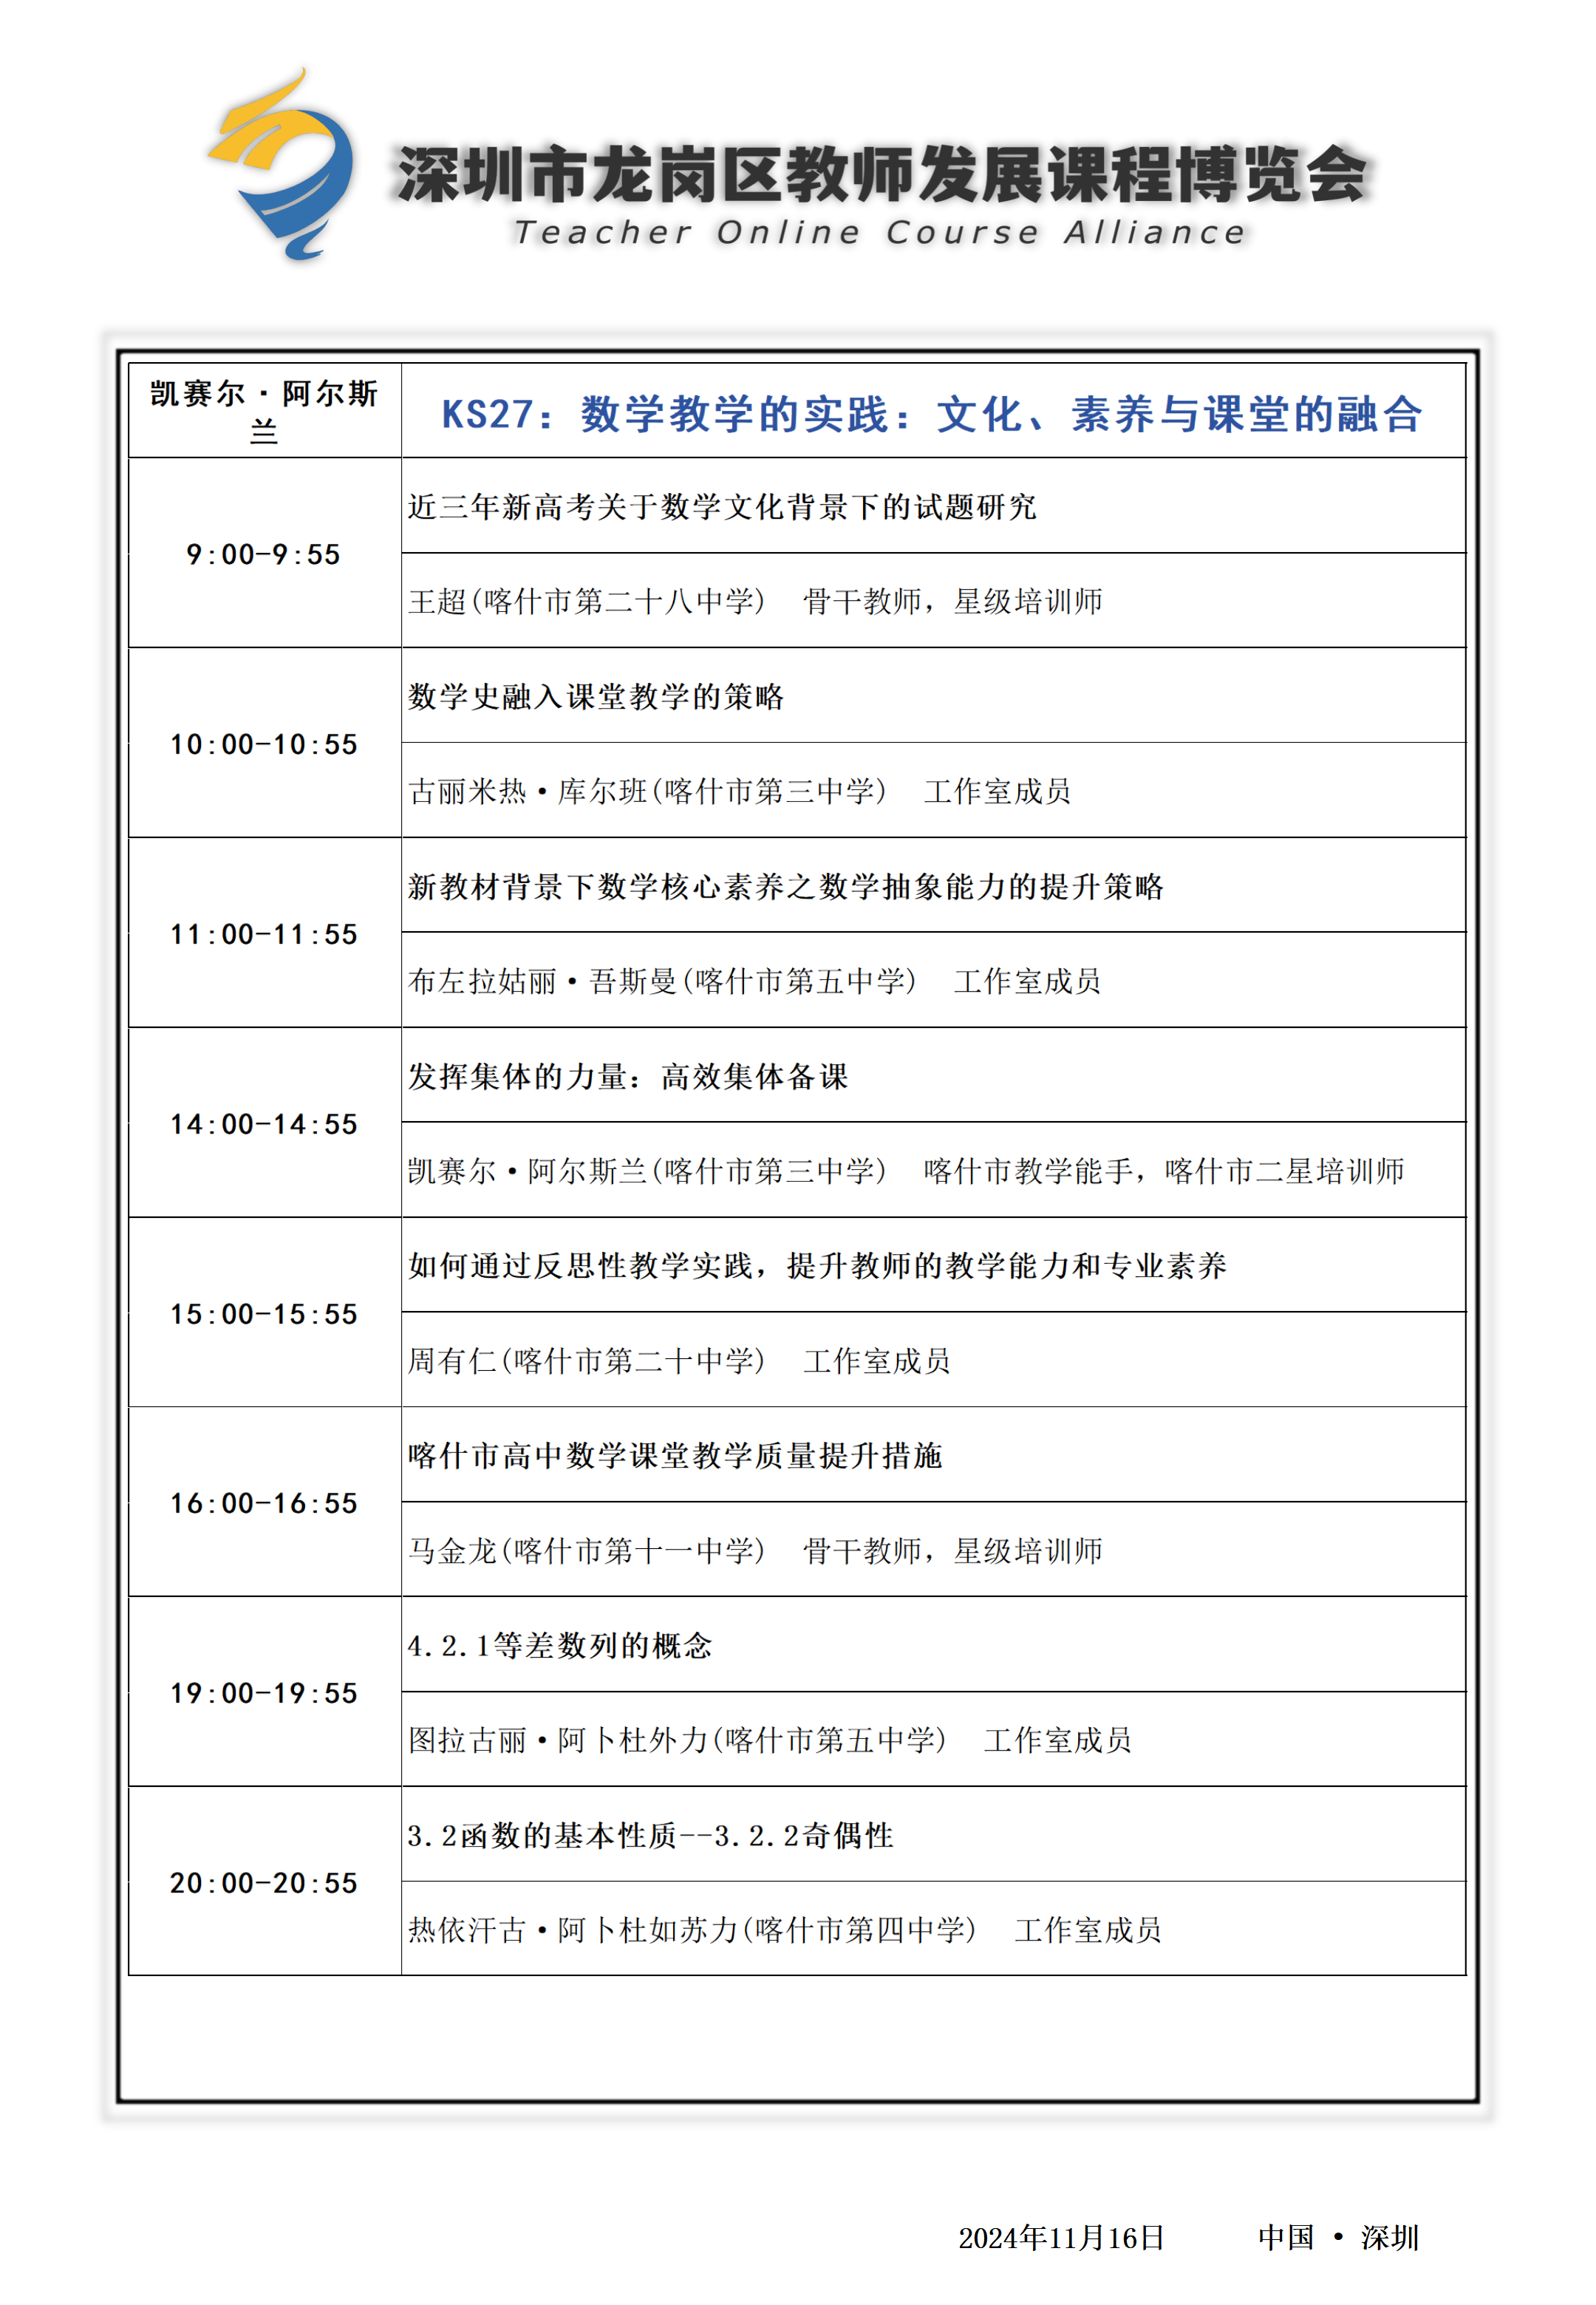 深圳市龙岗区教师发展课程博览会
Teacher Online Course Alliance
凯赛尔·阿尔斯
兰
KS27：数学教学的实践：文化、素养与课堂的融合
9:00-9:55
近三年新高考关于数学文化背景下的试题研究
王超(喀什市第二十八中学) 骨干教师，星级培训师
10:00-10:55
数学史融入课堂教学的策略
古丽米热·库尔班(喀什市第三中学) 工作室成员
11:00-11:55
新教材背景下数学核心素养之数学抽象能力的提升策略
布左拉姑丽·吾斯曼(喀什市第五中学) 工作室成员
14:00-14:55
发挥集体的力量：高效集体备课
凯赛尔·阿尔斯兰(喀什市第三中学) 喀什市教学能手，喀什市二星培训师
15:00-15:55
如何通过反思性教学实践，提升教师的教学能力和专业素养
周有仁(喀什市第二十中学) 工作室成员
16:00-16:55
喀什市高中数学课堂教学质量提升措施
马金龙(喀什市第十一中学) 骨干教师，星级培训师
19:00-19:55
4.2.1等差数列的概念
图拉古丽·阿卜杜外力(喀什市第五中学) 工作室成员
20:00-20:55
3.2函数的基本性质--3.2.2奇偶性
热依汗古·阿卜杜如苏力(喀什市第四中学) 工作室成员
2024年11月16日 中国 · 深圳